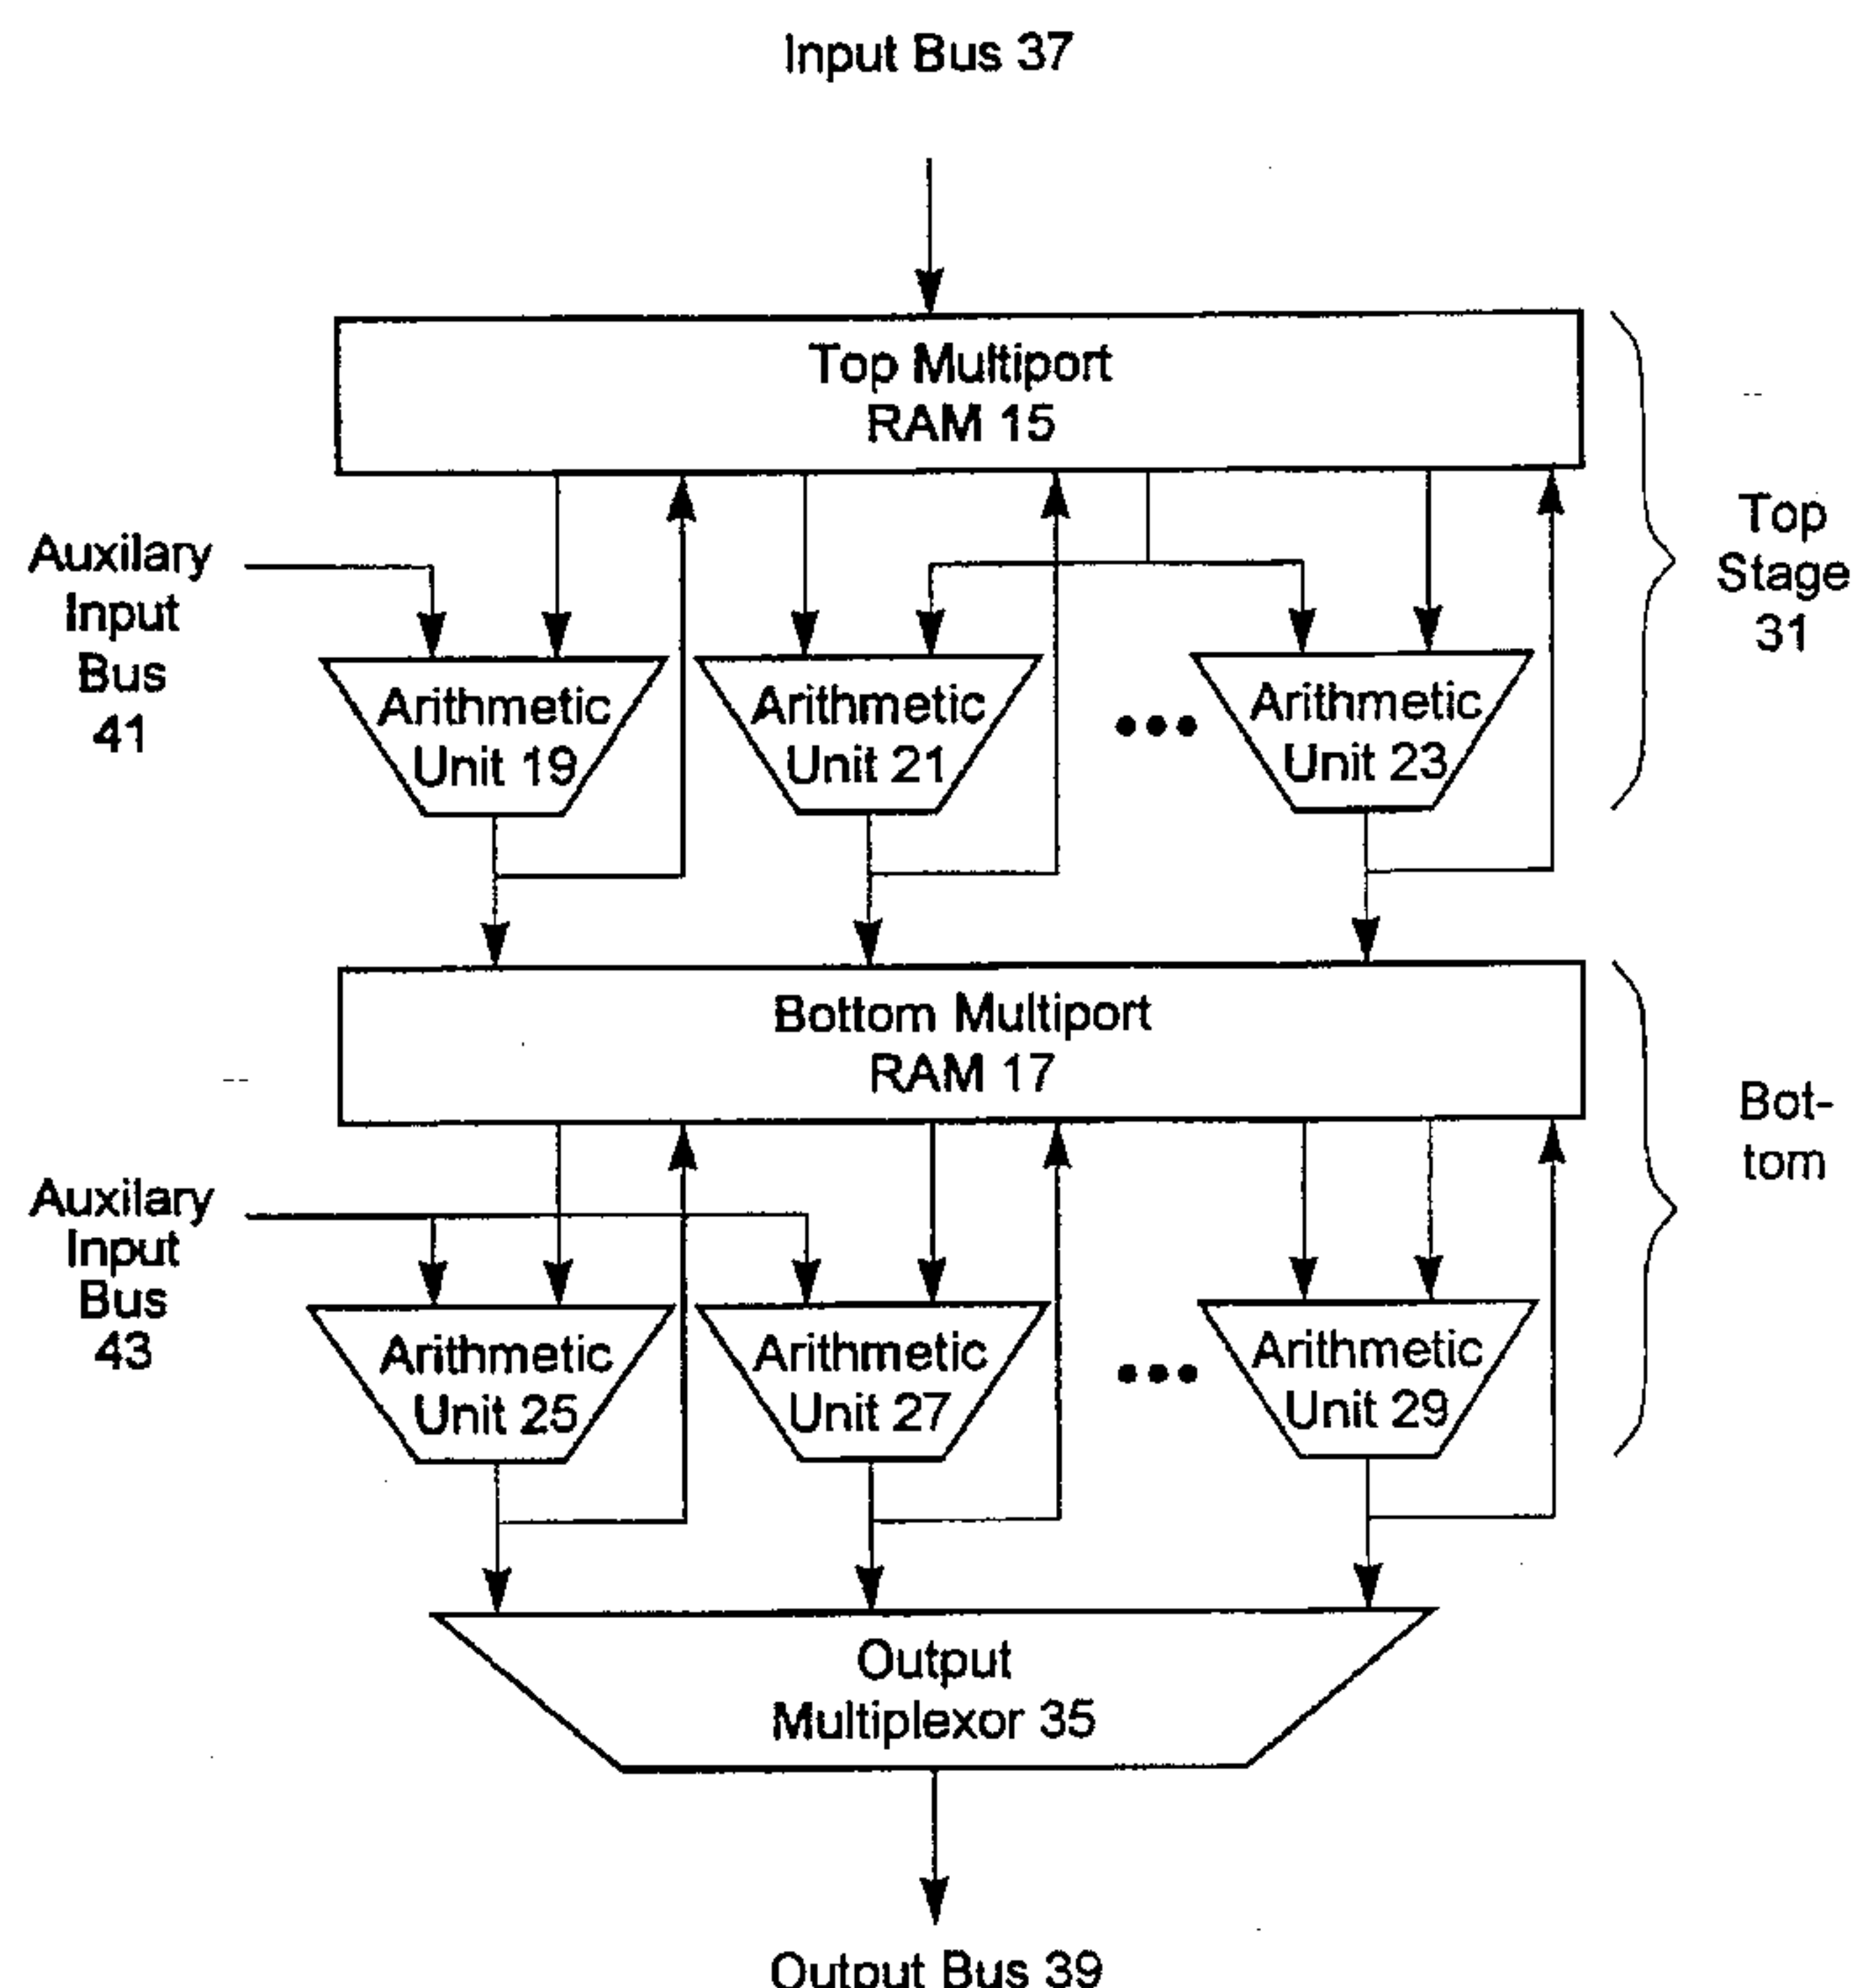 Input Bus 37
Top Multiport
RAM 15
Top
Stage
31
Auxilary
Input
Bus
41
Arithmetic
Unit 19
Arithmetic
Unit 21
Arithmetic
Unit 23
Bottom Multiport
RAM 17
Bot-
tom
Auxilary
Input
Bus
43
Arithmetic
Unit 25
Arithmetic
Unit 27
Arithmetic
Unit 29
Output
Multiplexor 35
Output Bus 39